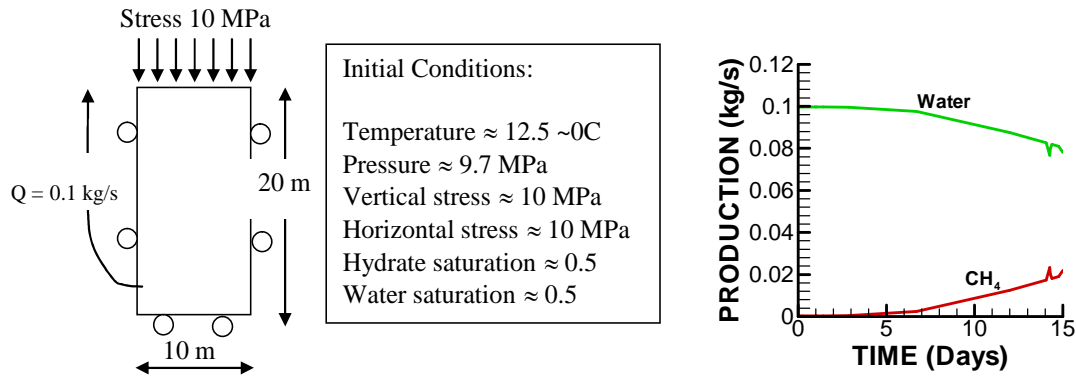 Stress 10 MPa
Q = 0.1 kg/s
20 m
10 m
Initial Conditions:
Temperature ≈ 12.5 ~0C
Pressure ≈ 9.7 MPa
Vertical stress ≈ 10 MPa
Horizontal stress ≈ 10 MPa
Hydrate saturation ≈ 0.5
Water saturation ≈ 0.5
PRODUCTION (kg/s)
0.12
0.1
0.08
0.06
0.04
0.02
0
Water
CH₄
0 5 10 15
TIME (Days)